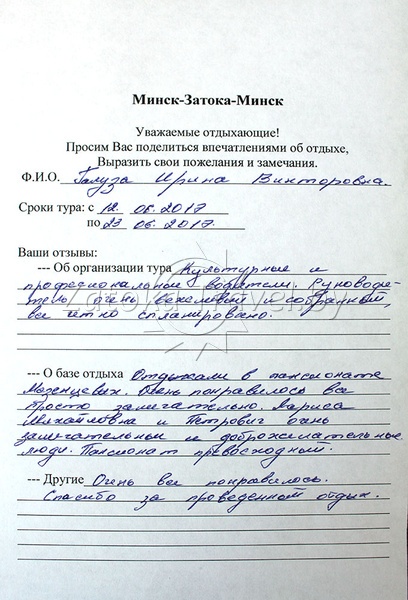 Минск-Затока-Минск
Уважаемые отдыхающие!
Просим Вас поделиться впечатлениями об отдыхе,
Выразить свои пожелания и замечания.
Ф.И.О. Галуза Ирина Викторовна.
Сроки тура: с 12. 06. 2017
по 23 06. 2017.
Ваши отзывы:
--- Об организации тура Культурные и
професиональные водители. Руководи-
тель очень вежливый и собранный,
все чётко спланировано.
--- О базе отдыха Отдыхали в пансионате
Мазенцевых. Очень понравилось все
просто замечательно. Лариса
Михайловна и Петрович очень
замечательные и доброжелательные
люди. Пансионат превосходный.
--- Другие Очень все понравилось.
Спасибо за проведенный отдых.